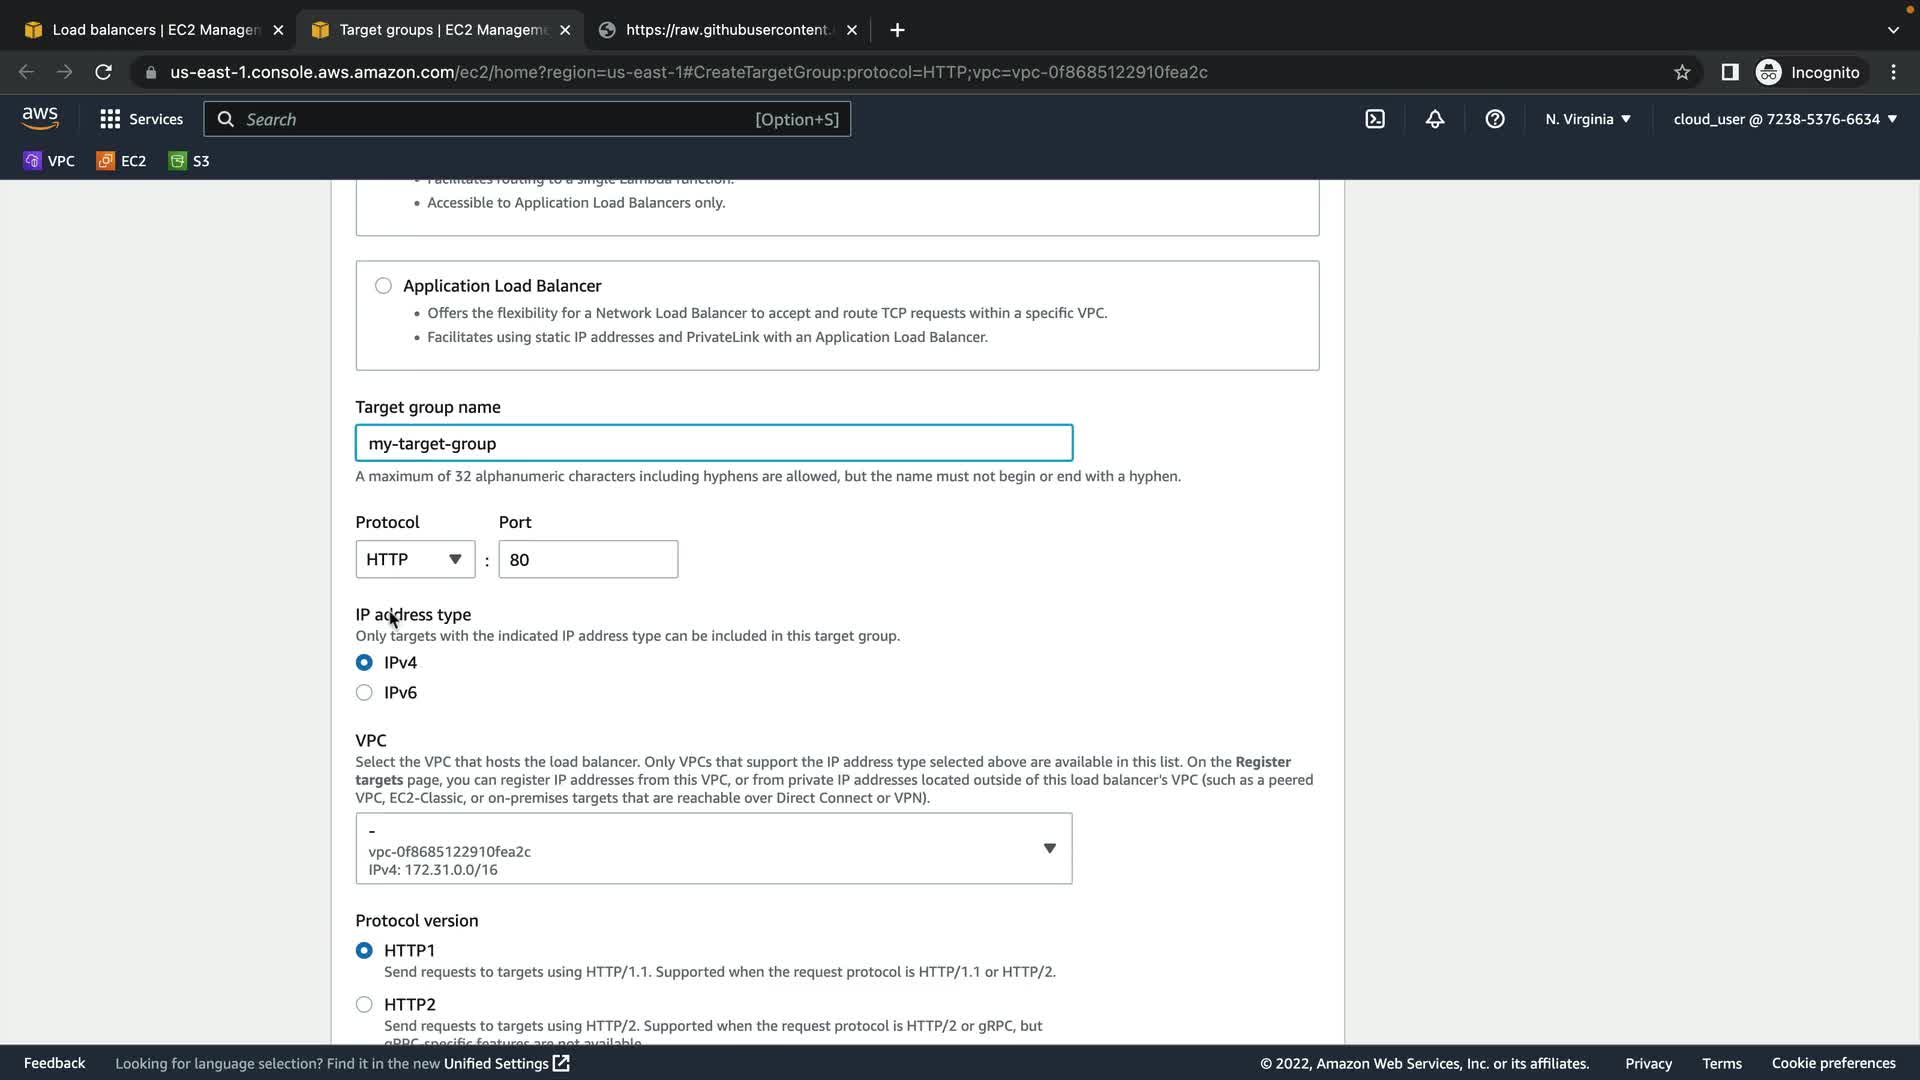 Load balancers | EC2 Managem
Target groups | EC2 Manageme
https://raw.githubusercontent.
us-east-1.console.aws.amazon.com/ec2/home?region=us-east-1#CreateTargetGroup:protocol=HTTP;vpc=vpc-0f8685122910fea2c
Incognito
aws
Services
Search
[Option+S]
N. Virginia
cloud_user @ 7238-5376-6634
VPC
EC2
S3
• Facilitates routing to a single Lambda function.
• Accessible to Application Load Balancers only.
Application Load Balancer
• Offers the flexibility for a Network Load Balancer to accept and route TCP requests within a specific VPC.
• Facilitates using static IP addresses and PrivateLink with an Application Load Balancer.
Target group name
my-target-group
A maximum of 32 alphanumeric characters including hyphens are allowed, but the name must not begin or end with a hyphen.
Protocol
Port
HTTP
:
80
IP address type
Only targets with the indicated IP address type can be included in this target group.
IPv4
IPv6
VPC
Select the VPC that hosts the load balancer. Only VPCs that support the IP address type selected above are available in this list. On the Register
targets page, you can register IP addresses from this VPC, or from private IP addresses located outside of this load balancer's VPC (such as a peered
VPC, EC2-Classic, or on-premises targets that are reachable over Direct Connect or VPN).
-
vpc-0f8685122910fea2c
IPv4: 172.31.0.0/16
Protocol version
HTTP1
Send requests to targets using HTTP/1.1. Supported when the request protocol is HTTP/1.1 or HTTP/2.
HTTP2
Send requests to targets using HTTP/2. Supported when the request protocol is HTTP/2 or gRPC, but
gRPC-specific features are not available.
Feedback
Looking for language selection? Find it in the new Unified Settings
© 2022, Amazon Web Services, Inc. or its affiliates.
Privacy
Terms
Cookie preferences